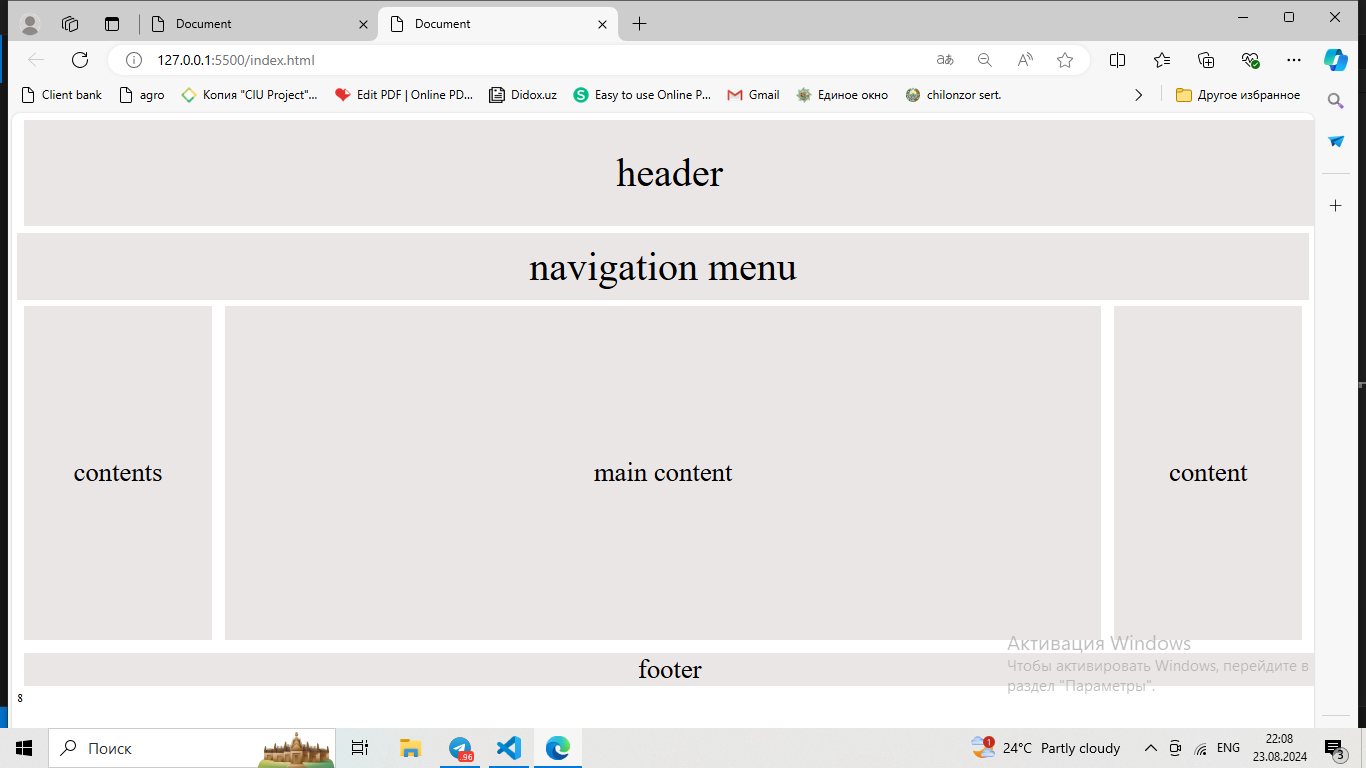 Document
Document
127.0.0.1:5500/index.html
aあ
A
Client bank
agro
Копия "CIU Project"...
Edit PDF | Online PD...
Didox.uz
Easy to use Online P...
Gmail
Единое окно
chilonzor sert.
Другое избранное
header
navigation menu
contents
main content
content
footer
8
Активация Windows
Чтобы активировать Windows, перейдите в
раздел "Параметры".
Поиск
96
1
24°C Partly cloudy
ENG
22:08
23.08.2024
3